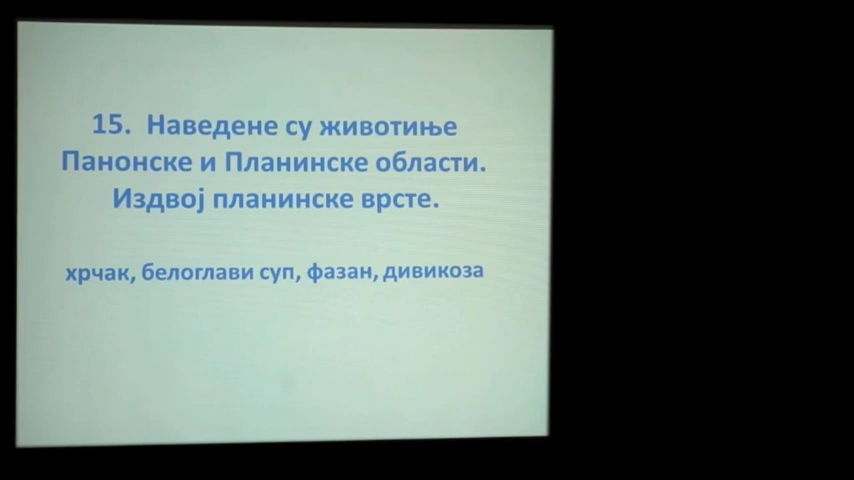 15. Наведене су животиње
Панонске и Планинске области.
Издвој планинске врсте.
хрчак, белоглави суп, фазан, дивикоза